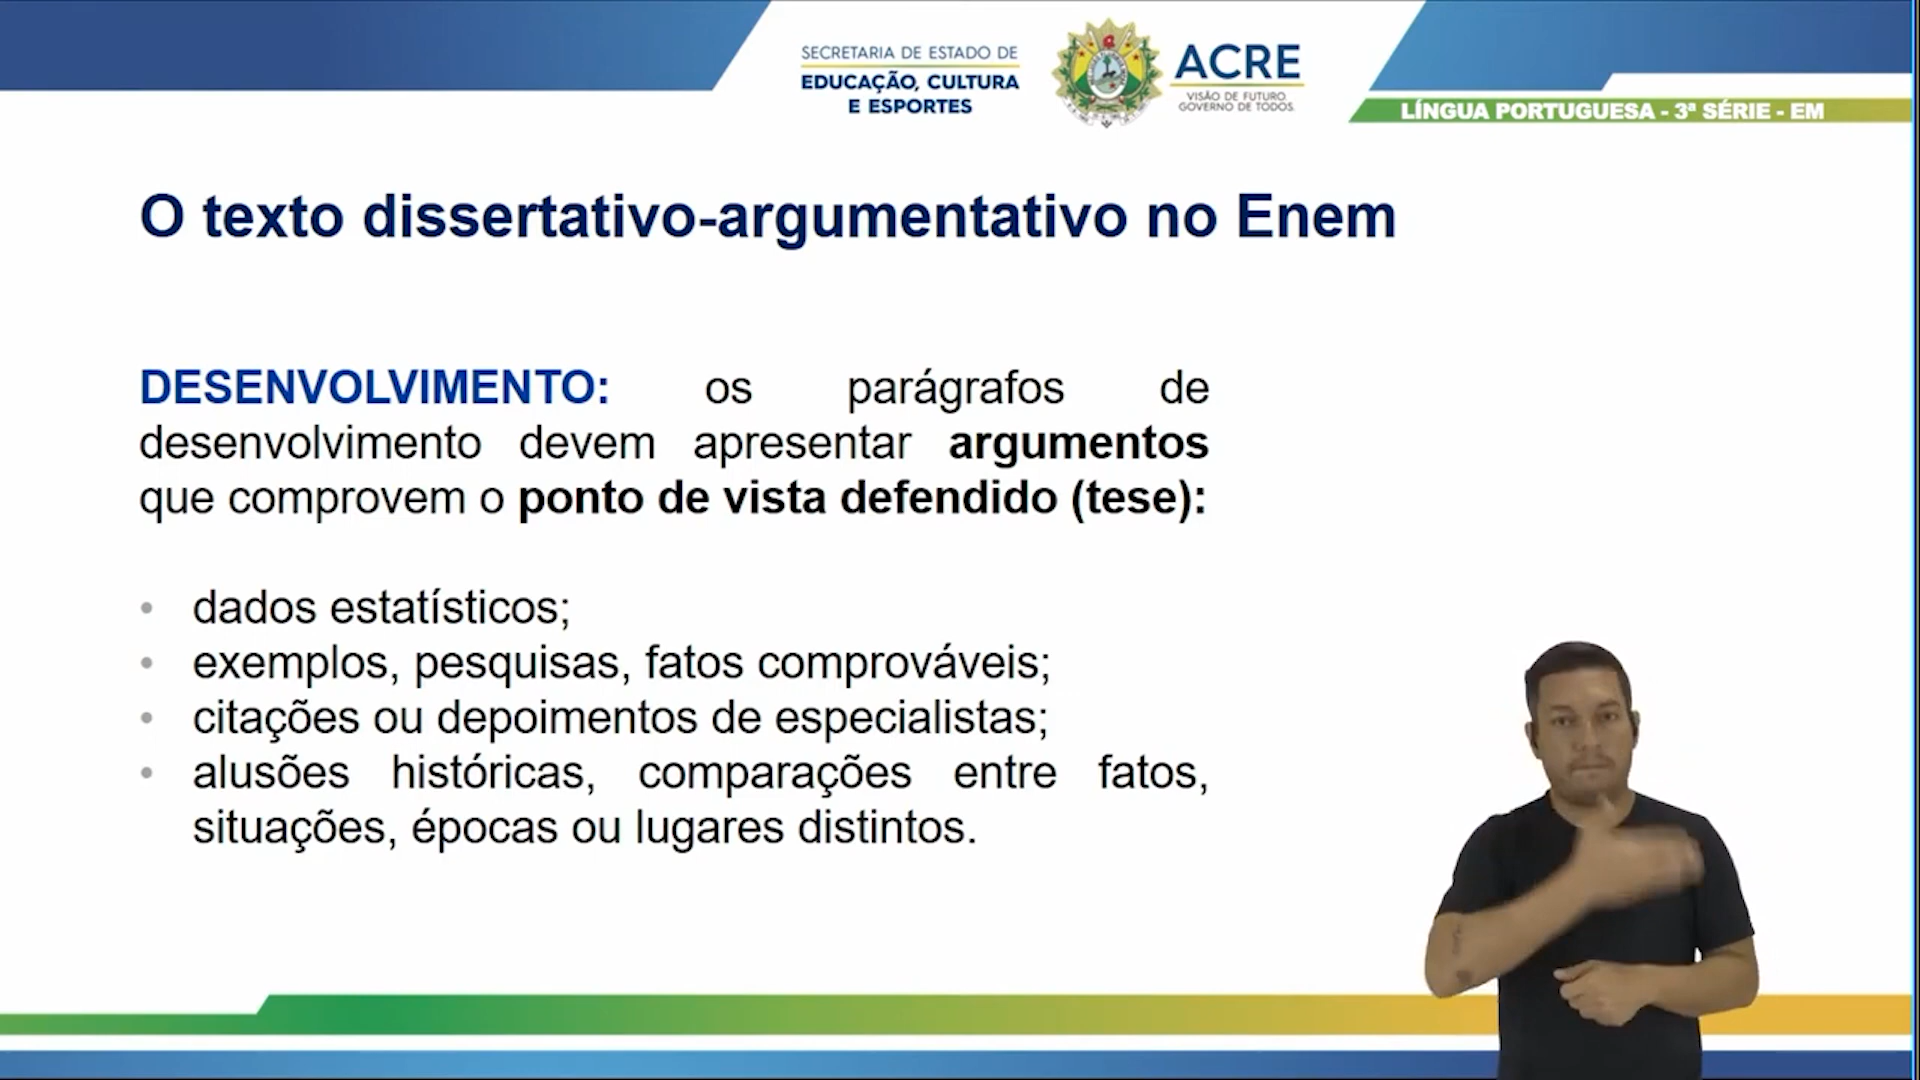 SECRETARIA DE ESTADO DE
EDUCAÇÃO, CULTURA
E ESPORTES
ACRE
VISÃO DE FUTURO
GOVERNO DE TODOS.
LÍNGUA PORTUGUESA - 3ª SÉRIE - EM
O texto dissertativo-argumentativo no Enem
DESENVOLVIMENTO: os parágrafos de
desenvolvimento devem apresentar argumentos
que comprovem o ponto de vista defendido (tese):
• dados estatísticos;
• exemplos, pesquisas, fatos comprováveis;
• citações ou depoimentos de especialistas;
• alusões históricas, comparações entre fatos,
situações, épocas ou lugares distintos.